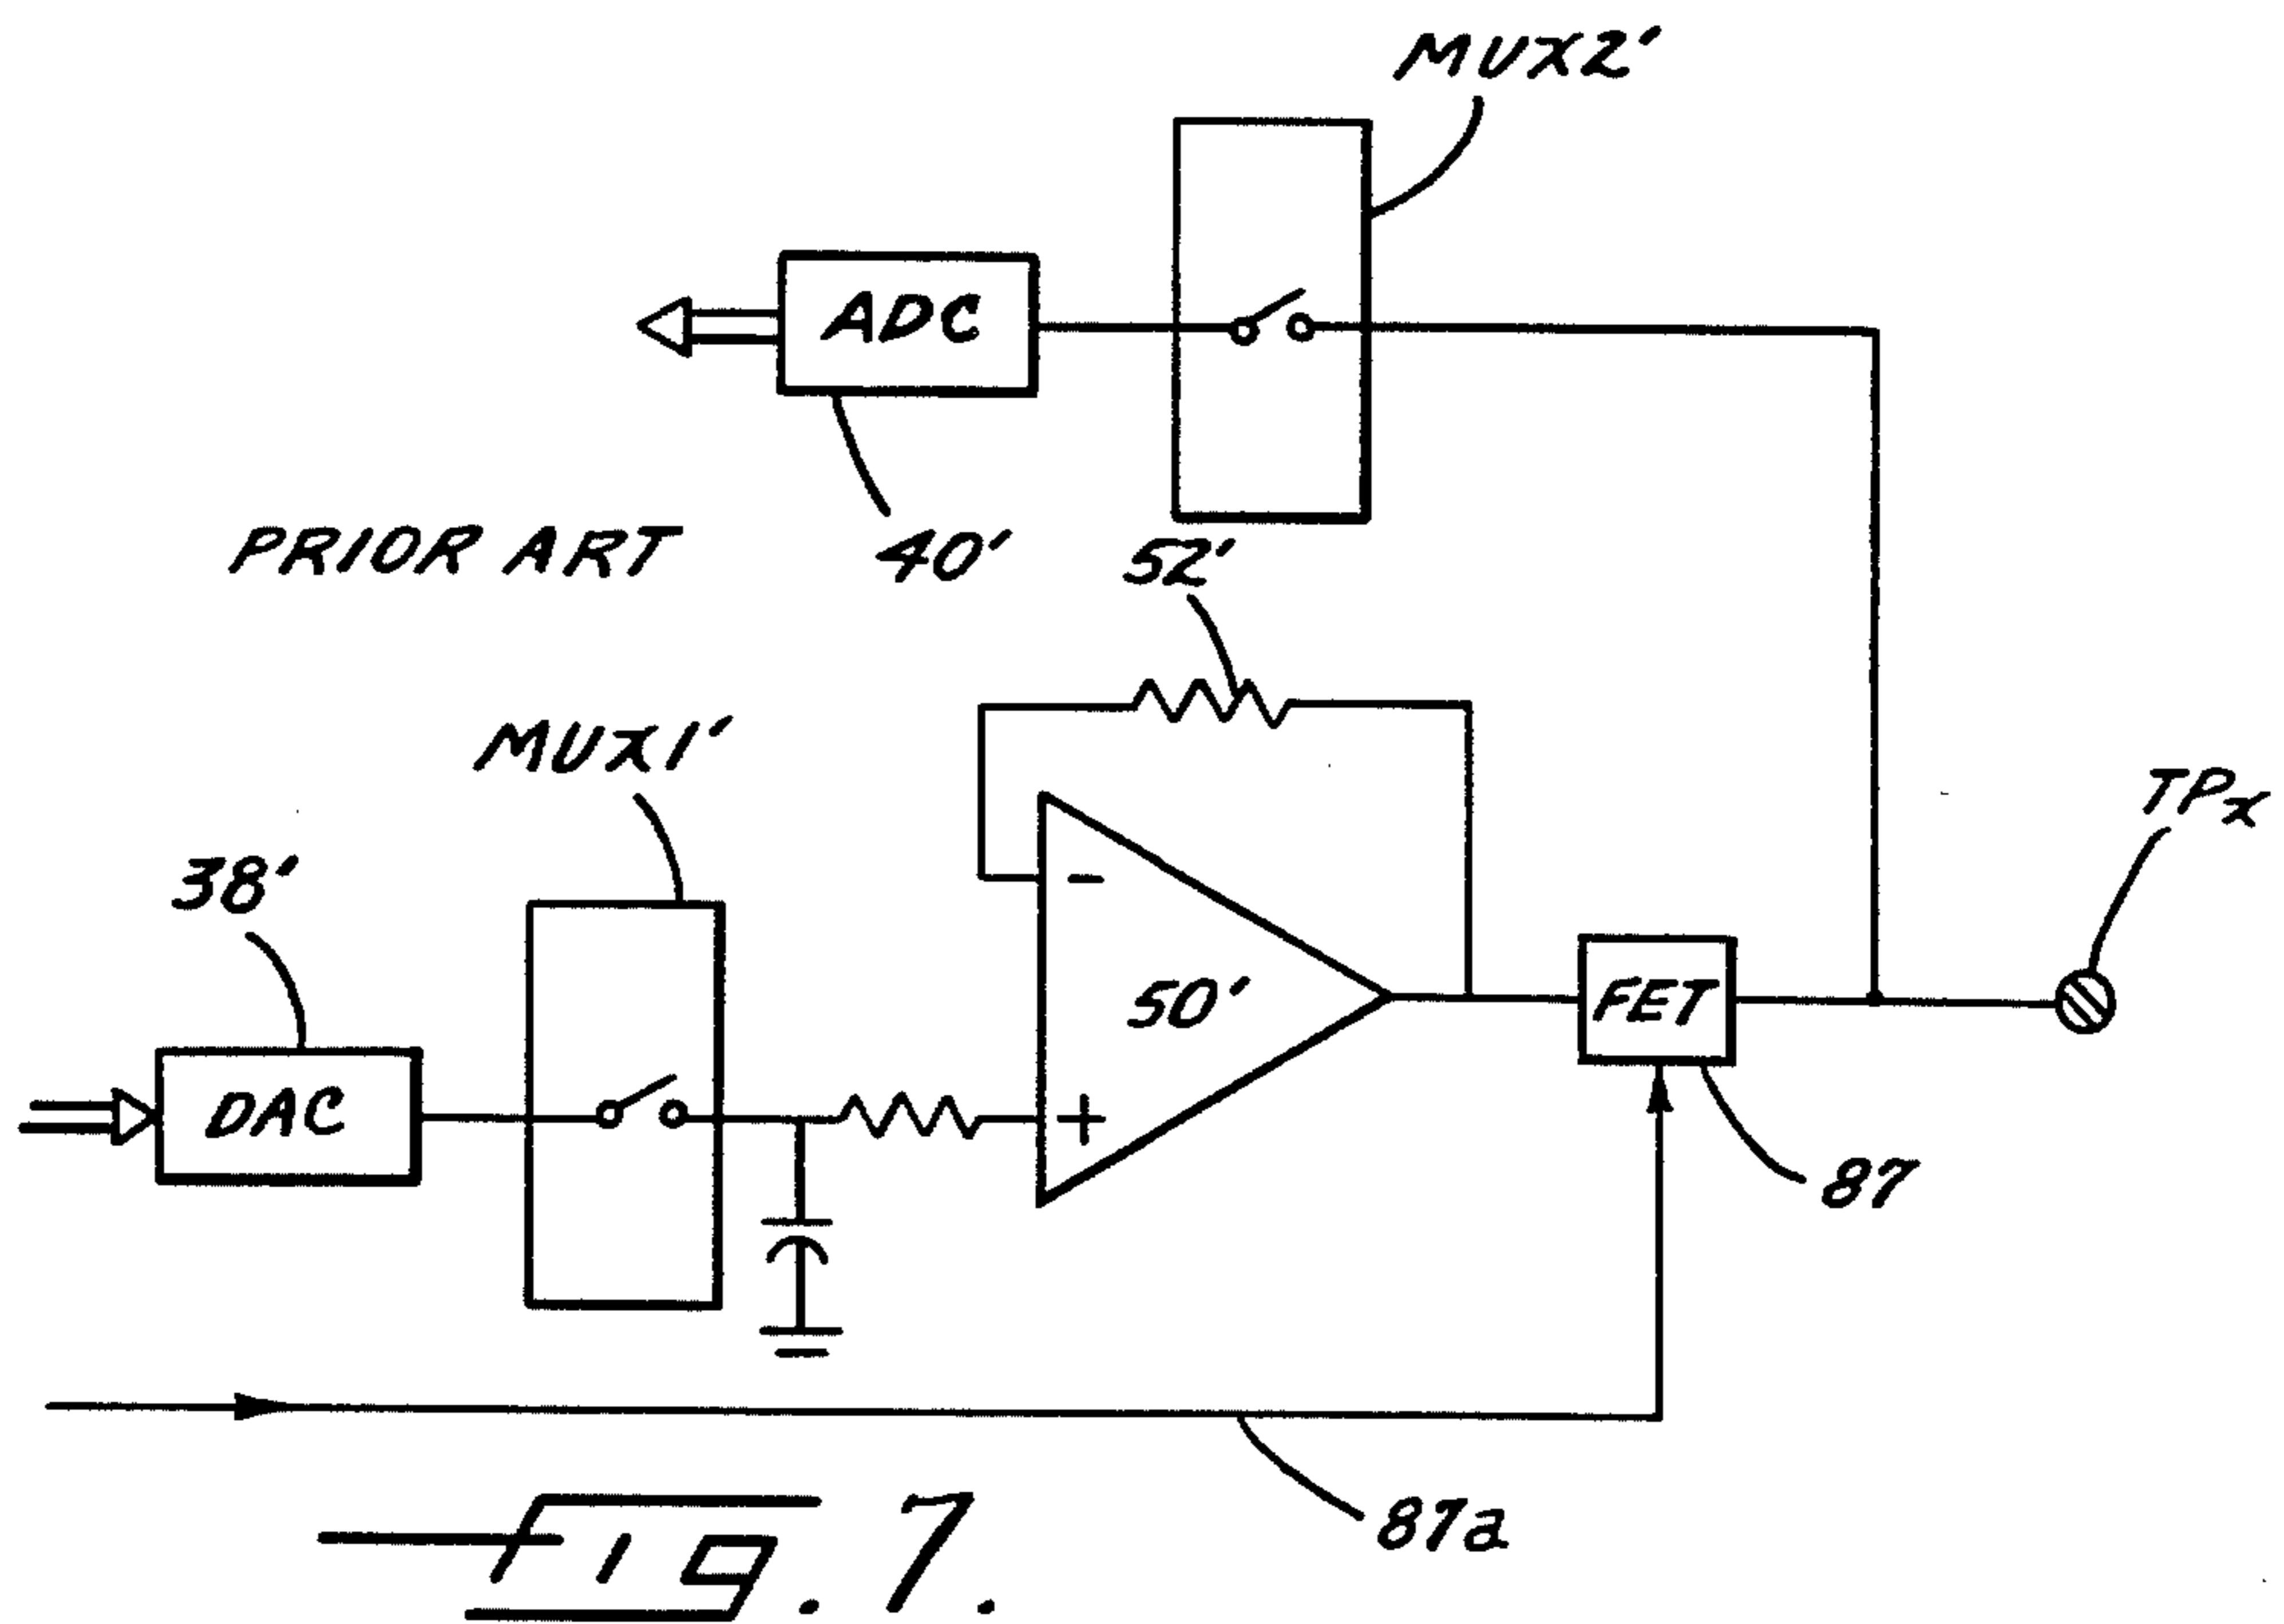 MUX2'
ADC
PRIOR ART
40'
52'
MUX1'
TPx
38'
-
50'
FET
DAC
+
87
87a
Fig. 7.